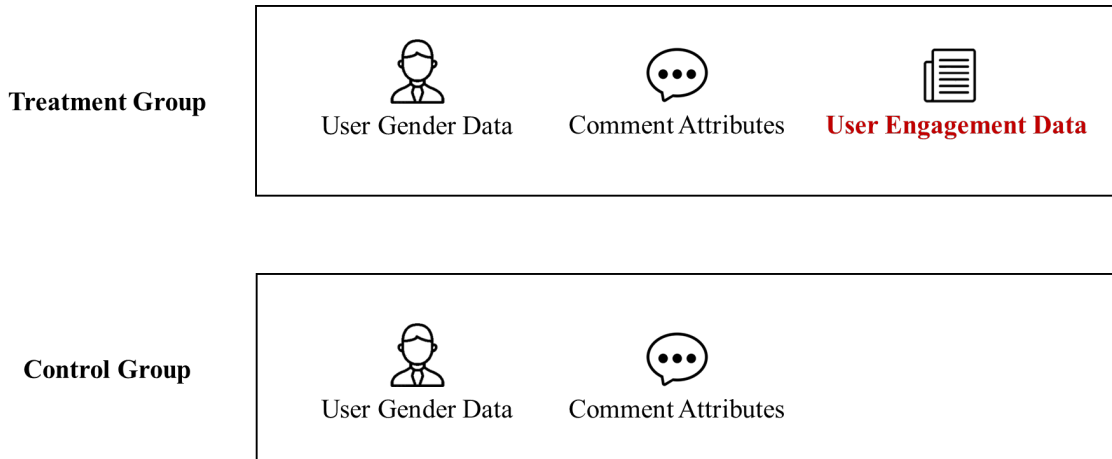 Treatment Group
User Gender Data
Comment Attributes
User Engagement Data
Control Group
User Gender Data
Comment Attributes